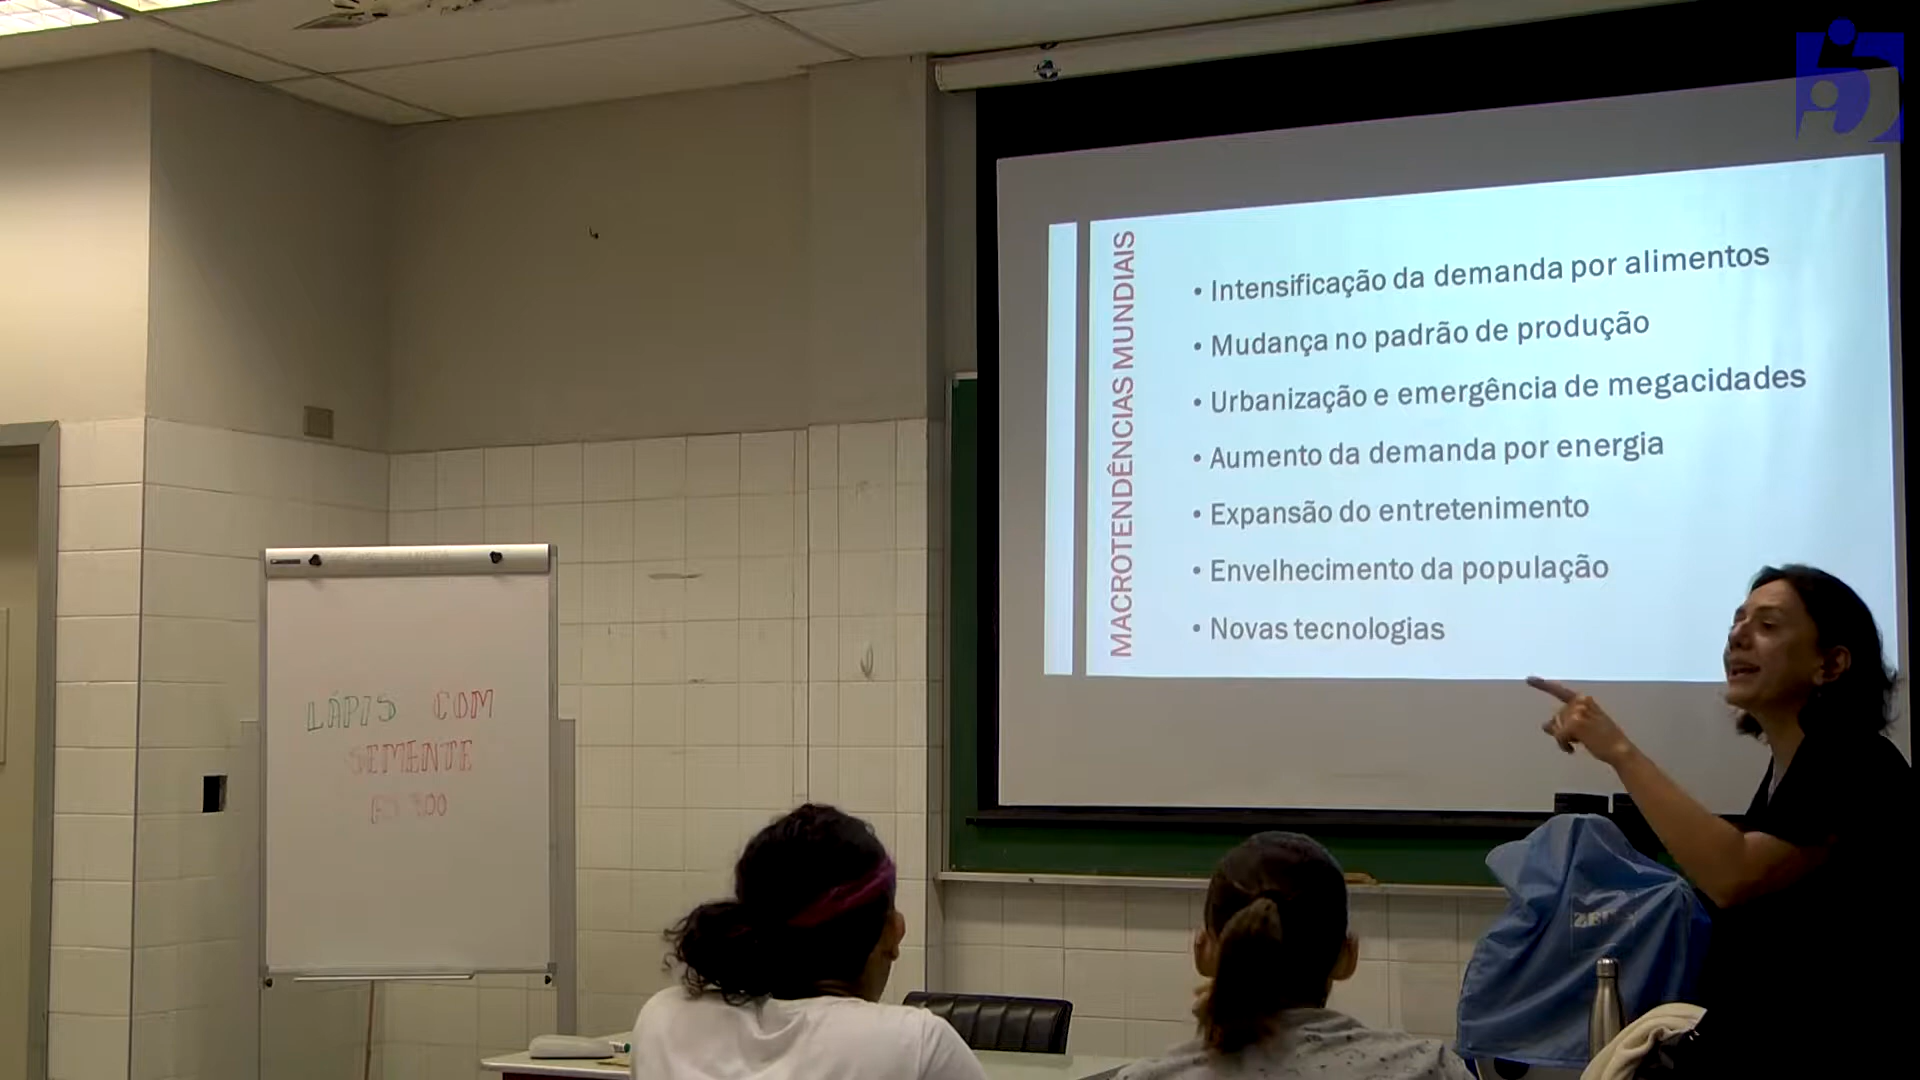 MACROTENDÊNCIAS MUNDIAIS
• Intensificação da demanda por alimentos
• Mudança no padrão de produção
• Urbanização e emergência de megacidades
• Aumento da demanda por energia
• Expansão do entretenimento
• Envelhecimento da população
• Novas tecnologias
LÁPIS COM
SEMENTE